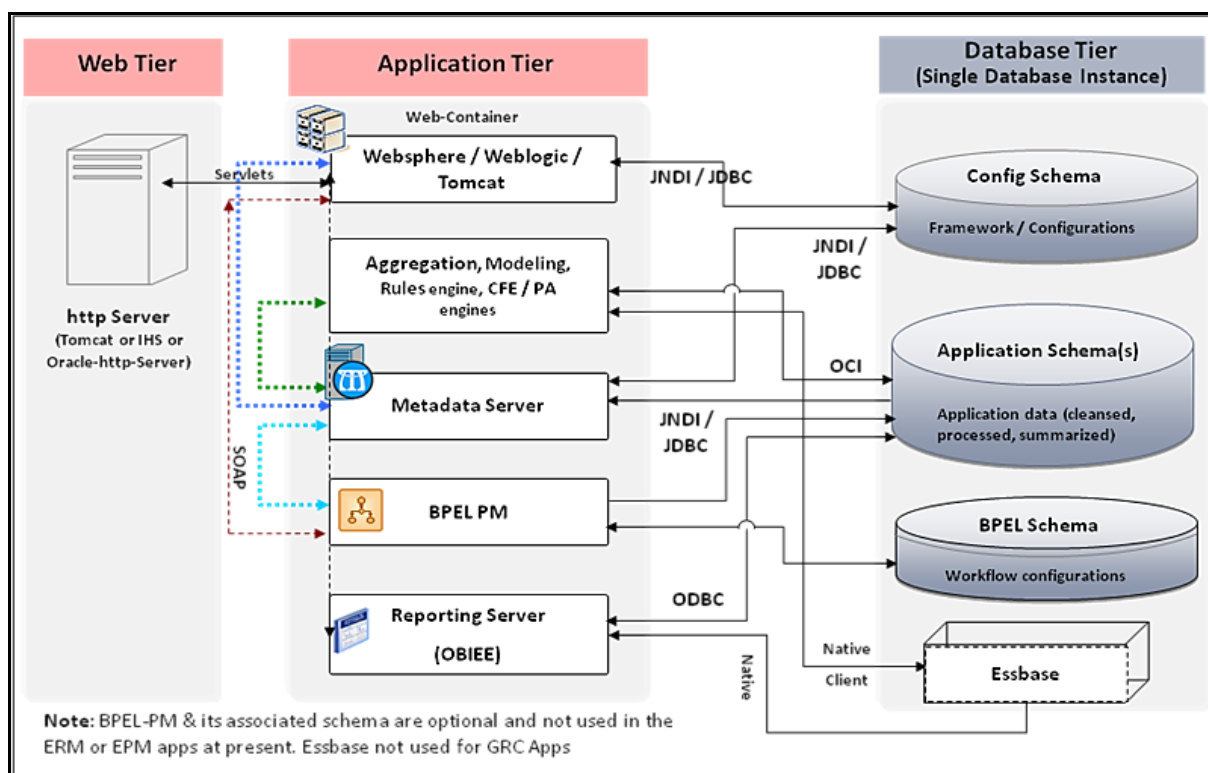 Web Tier
Application Tier
Database Tier
(Single Database Instance)
Web-Container
Websphere / Weblogic /
Tomcat
Servlets
JNDI / JDBC
Config Schema
Framework / Configurations
JNDI /
JDBC
Aggregation, Modeling,
Rules engine, CFE / PA
engines
http Server
(Tomcat or IHS or
Oracle-http-Server)
Application Schema(s)
OCI
Metadata Server
Application data (cleansed,
processed, summarized)
JNDI /
JDBC
SOAP
BPEL PM
BPEL Schema
Workflow configurations
ODBC
Reporting Server
(OBIEE)
Native
Client
Native
Essbase
Note: BPEL-PM & its associated schema are optional and not used in the
ERM or EPM apps at present. Essbase not used for GRC Apps